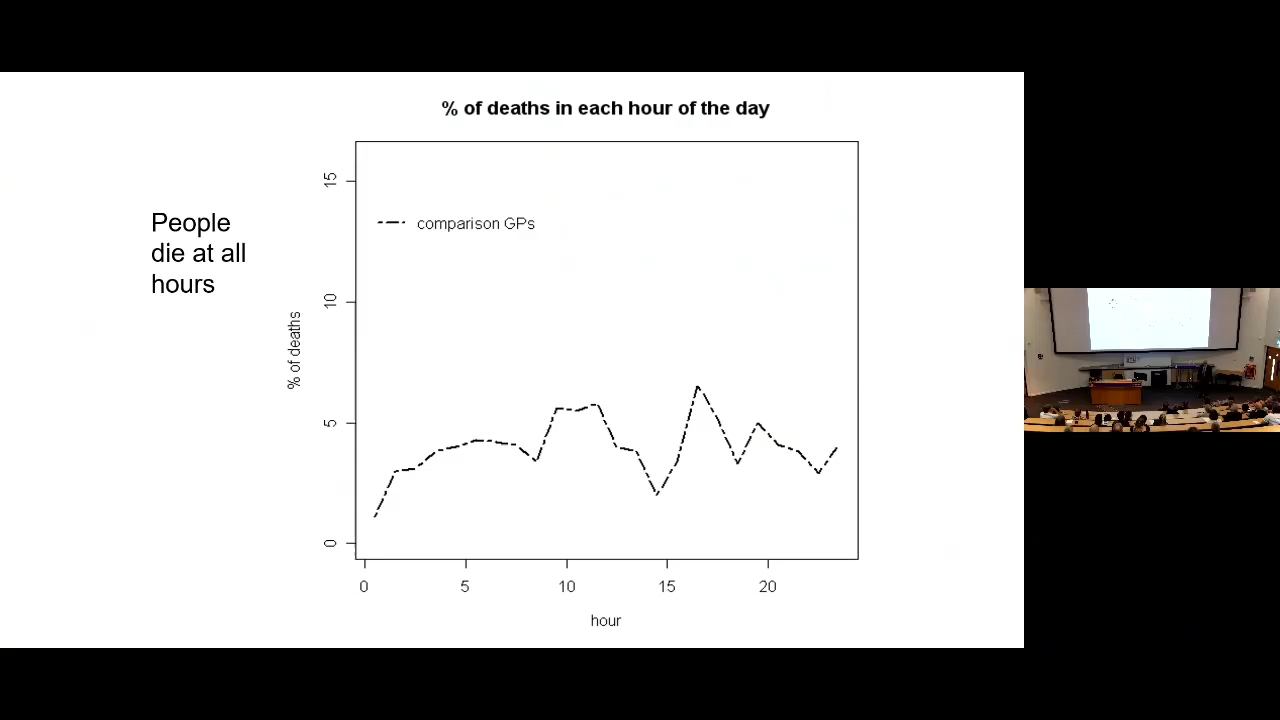 % of deaths in each hour of the day
People
die at all
hours
comparison GPs
% of deaths
15
10
5
0
0 5 10 15 20
hour